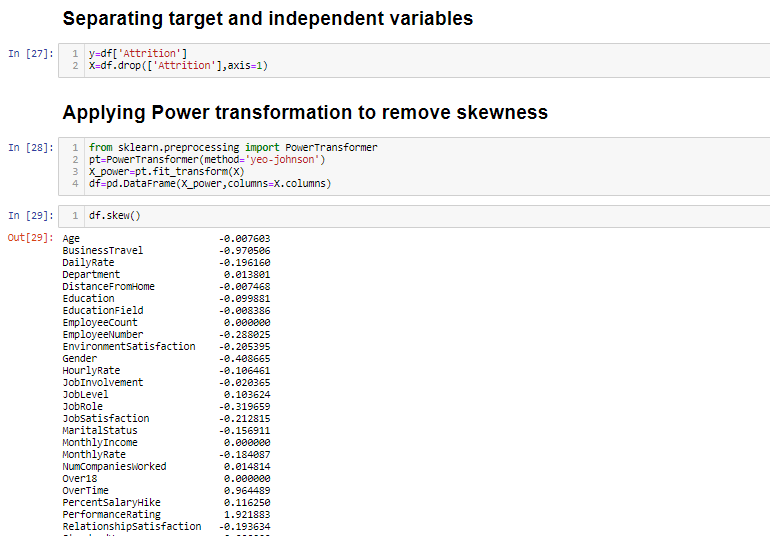 Separating target and independent variables
In [27]: 1 y=df['Attrition']
2 X=df.drop(['Attrition'],axis=1)
Applying Power transformation to remove skewness
In [28]: 1 from sklearn.preprocessing import PowerTransformer
2 pt=PowerTransformer(method='yeo-johnson')
3 X_power=pt.fit_transform(X)
4 df=pd.DataFrame(X_power,columns=X.columns)
In [29]: 1 df.skew()
Out[29]: Age -0.007603
BusinessTravel -0.970506
DailyRate -0.196160
Department 0.013801
DistanceFromHome -0.007468
Education -0.099881
EducationField -0.008386
EmployeeCount 0.000000
EmployeeNumber -0.288025
EnvironmentSatisfaction -0.205395
Gender -0.408665
HourlyRate -0.106461
JobInvolvement -0.020365
JobLevel 0.103624
JobRole -0.319659
JobSatisfaction -0.212815
MaritalStatus -0.156911
MonthlyIncome 0.000000
MonthlyRate -0.184087
NumCompaniesWorked 0.014814
Over18 0.000000
OverTime 0.964489
PercentSalaryHike 0.116250
PerformanceRating 1.921883
RelationshipSatisfaction -0.193634